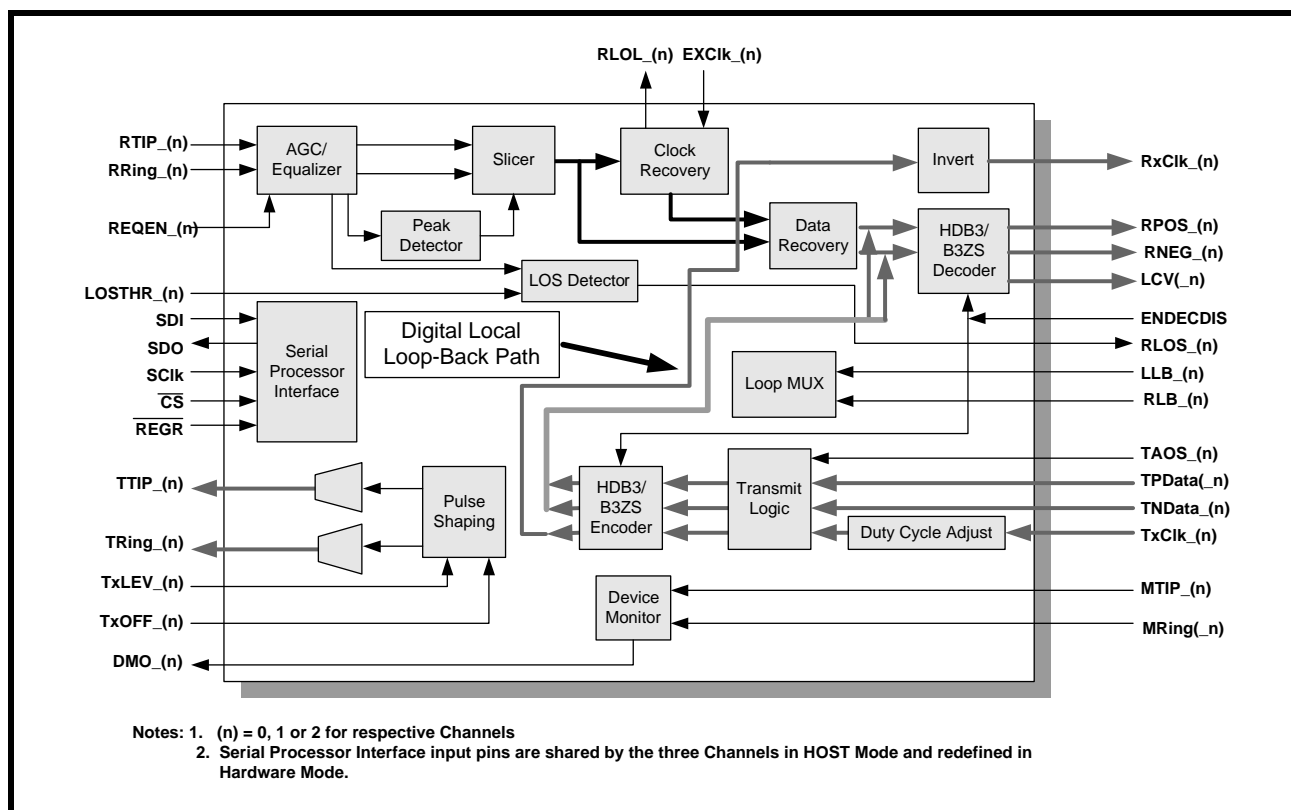 RLOL_(n) EXClk_(n)
RTIP_(n)
RRing_(n)
REQEN_(n)
LOSTHR_(n)
SDI
SDO
SClk
CS
REGR
TTIP_(n)
TRing_(n)
TxLEV_(n)
TxOFF_(n)
DMO_(n)
AGC/
Equalizer
Slicer
Peak
Detector
LOS Detector
Clock
Recovery
Data
Recovery
Invert
HDB3/
B3ZS
Decoder
Serial
Processor
Interface
Digital Local
Loop-Back Path
Loop MUX
Pulse
Shaping
HDB3/
B3ZS
Encoder
Transmit
Logic
Duty Cycle Adjust
Device
Monitor
RxClk_(n)
RPOS_(n)
RNEG_(n)
LCV(_n)
ENDECDIS
RLOS_(n)
LLB_(n)
RLB_(n)
TAOS_(n)
TPData(_n)
TNData_(n)
TxClk_(n)
MTIP_(n)
MRing(_n)
Notes: 1. (n) = 0, 1 or 2 for respective Channels
2. Serial Processor Interface input pins are shared by the three Channels in HOST Mode and redefined in
Hardware Mode.